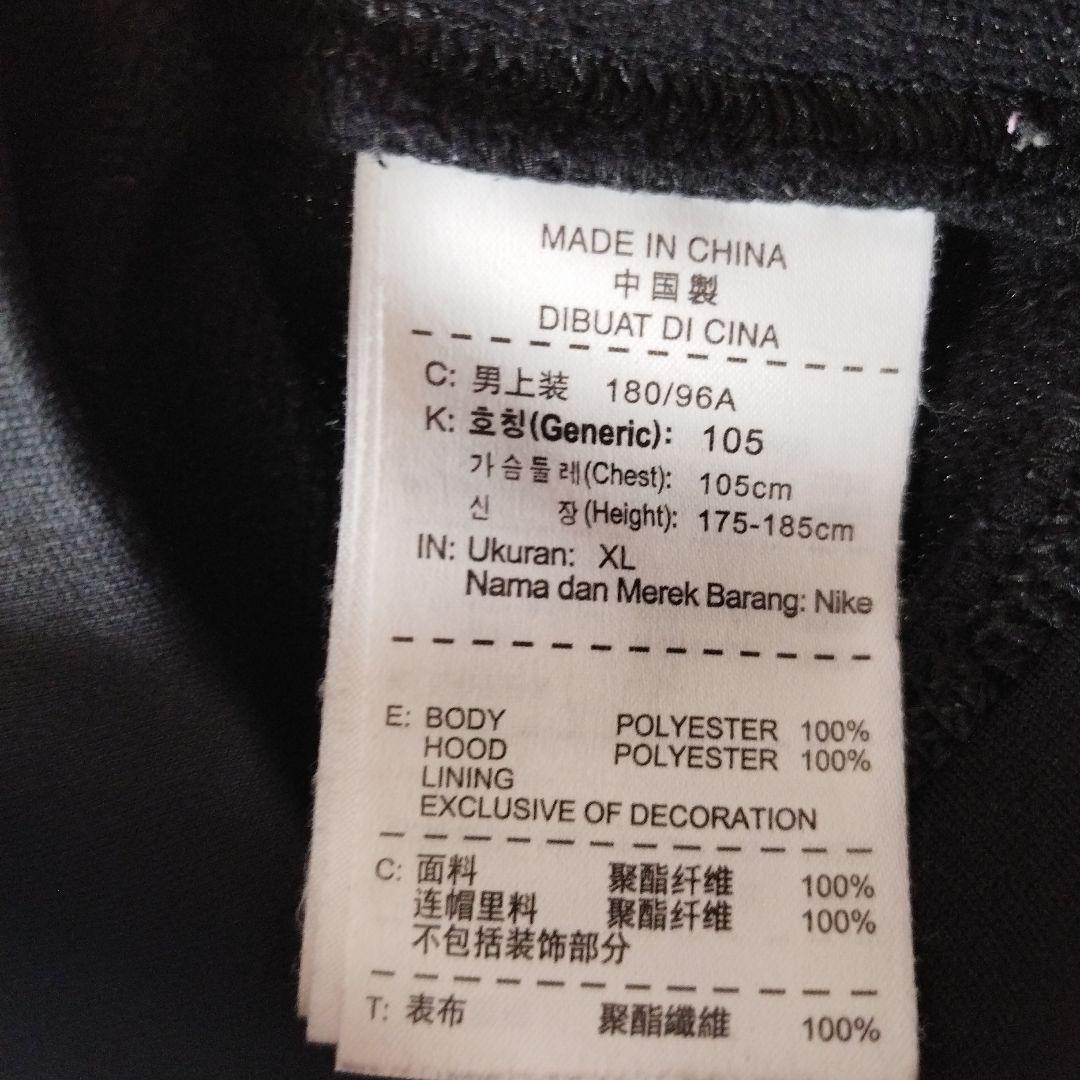 MADE IN CHINA
中国製
DIBUAT DI CINA
C: 男上装 180/96A
K: 호칭(Generic): 105
가슴둘레(Chest): 105cm
신 장(Height): 175-185cm
IN: Ukuran: XL
Nama dan Merek Barang: Nike
E: BODY POLYESTER 100%
HOOD POLYESTER 100%
LINING
EXCLUSIVE OF DECORATION
C: 面料 聚酯纤维 100%
连帽里料 聚酯纤维 100%
不包括装饰部分
T: 表布 聚酯纖維 100%